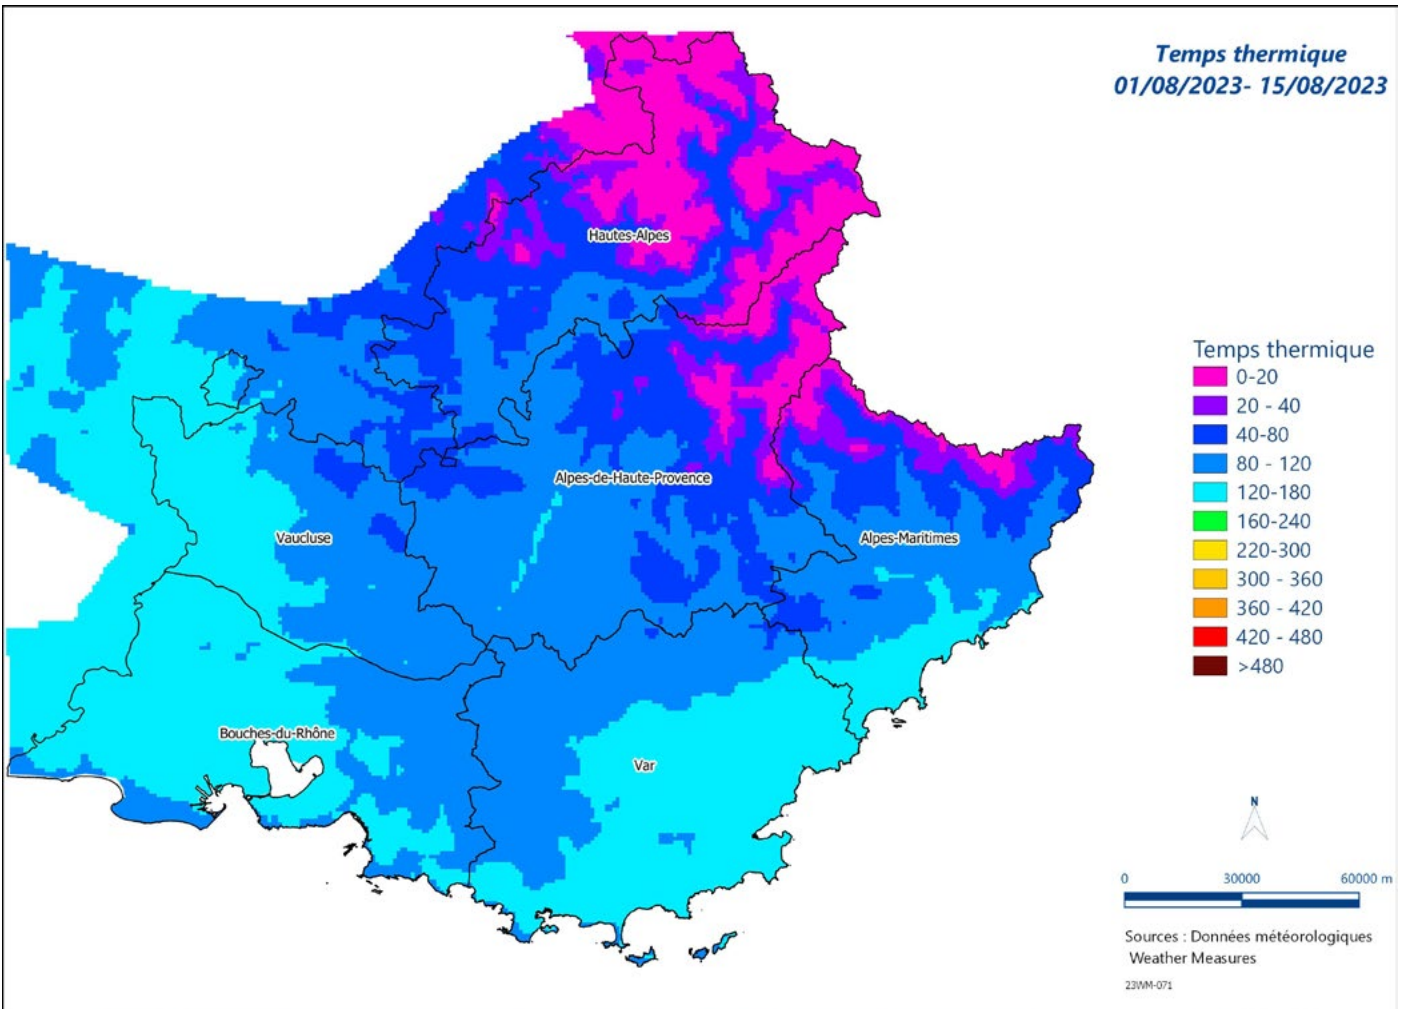 Temps thermique
01/08/2023- 15/08/2023
Hautes-Alpes
Temps thermique
0-20
20 - 40
40-80
80 - 120
120-180
160-240
220-300
300 - 360
360 - 420
420 - 480
>480
Alpes-de-Haute-Provence
Vaucluse
Alpes-Maritimes
Bouches-du-Rhône
Var
N
0 30000 60000 m
Sources : Données météorologiques
Weather Measures
23WM-071